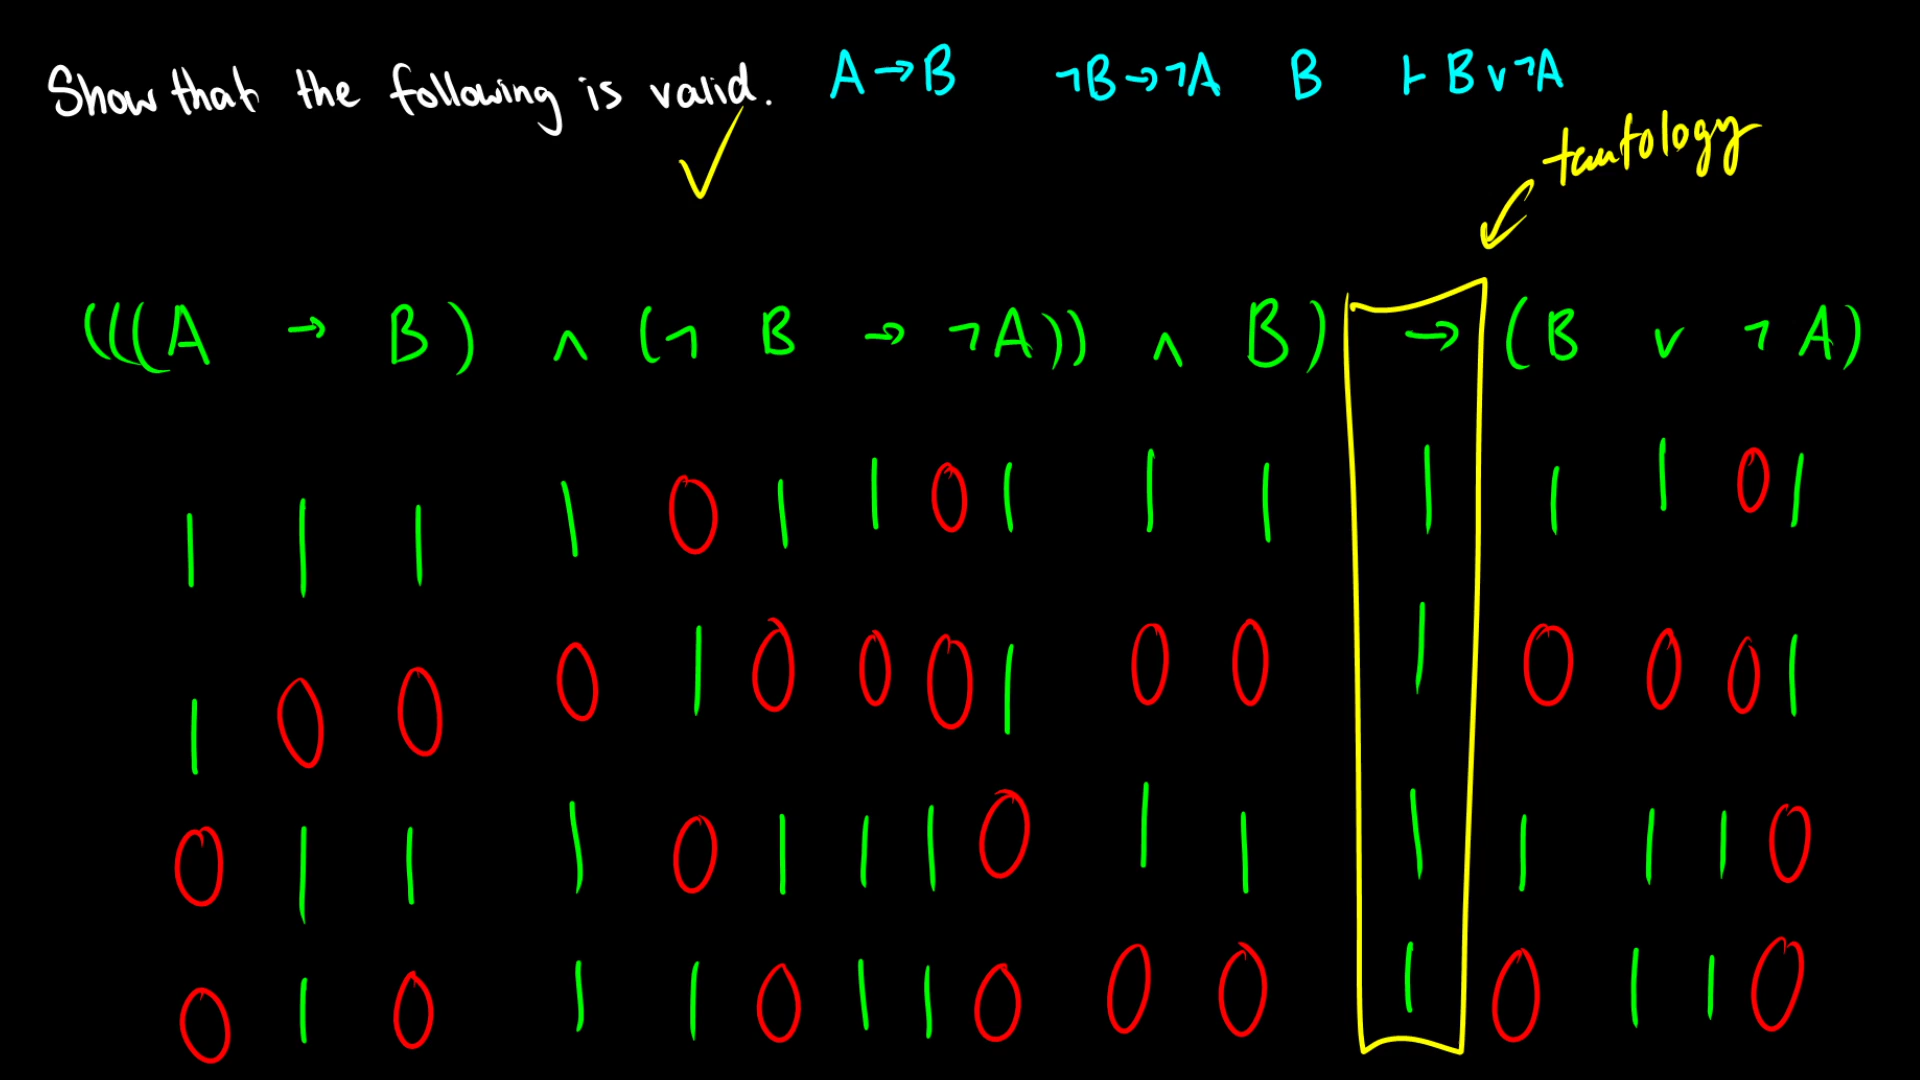 Show that the following is valid. A → B ¬B → ¬A B ⊢ B ∨ ¬A
tautology
(((A → B) ∧ (¬ B → ¬A)) ∧ B) → (B ∨ ¬ A)
1 1 1 1 0 1 1 0 1 1 1 1 1 1 0 1
1 0 0 0 1 0 0 0 1 0 0 1 0 0 0 1
0 1 1 1 0 1 1 1 0 1 1 1 1 1 1 0
0 1 0 1 1 0 1 1 0 0 0 1 0 1 1 0